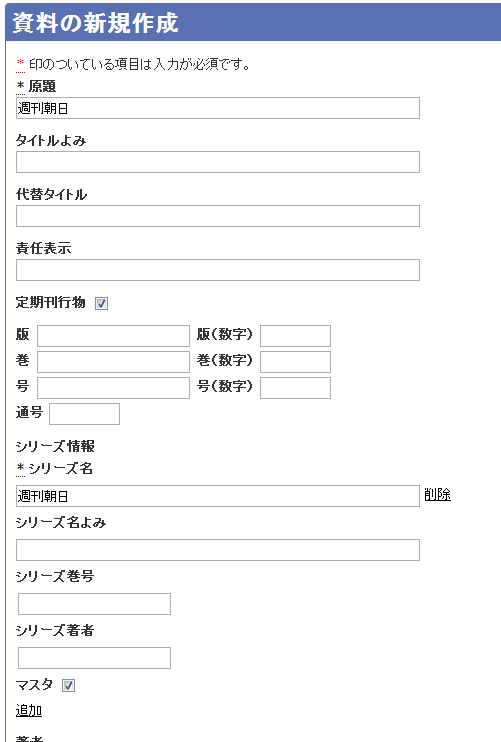 資料の新規作成
* 印のついている項目は入力が必須です。
* 原題
週刊朝日
タイトルよみ
代替タイトル
責任表示
定期刊行物
版 版(数字)
巻 巻(数字)
号 号(数字)
通号
シリーズ情報
* シリーズ名
週刊朝日 削除
シリーズ名よみ
シリーズ巻号
シリーズ著者
マスタ
追加
著者